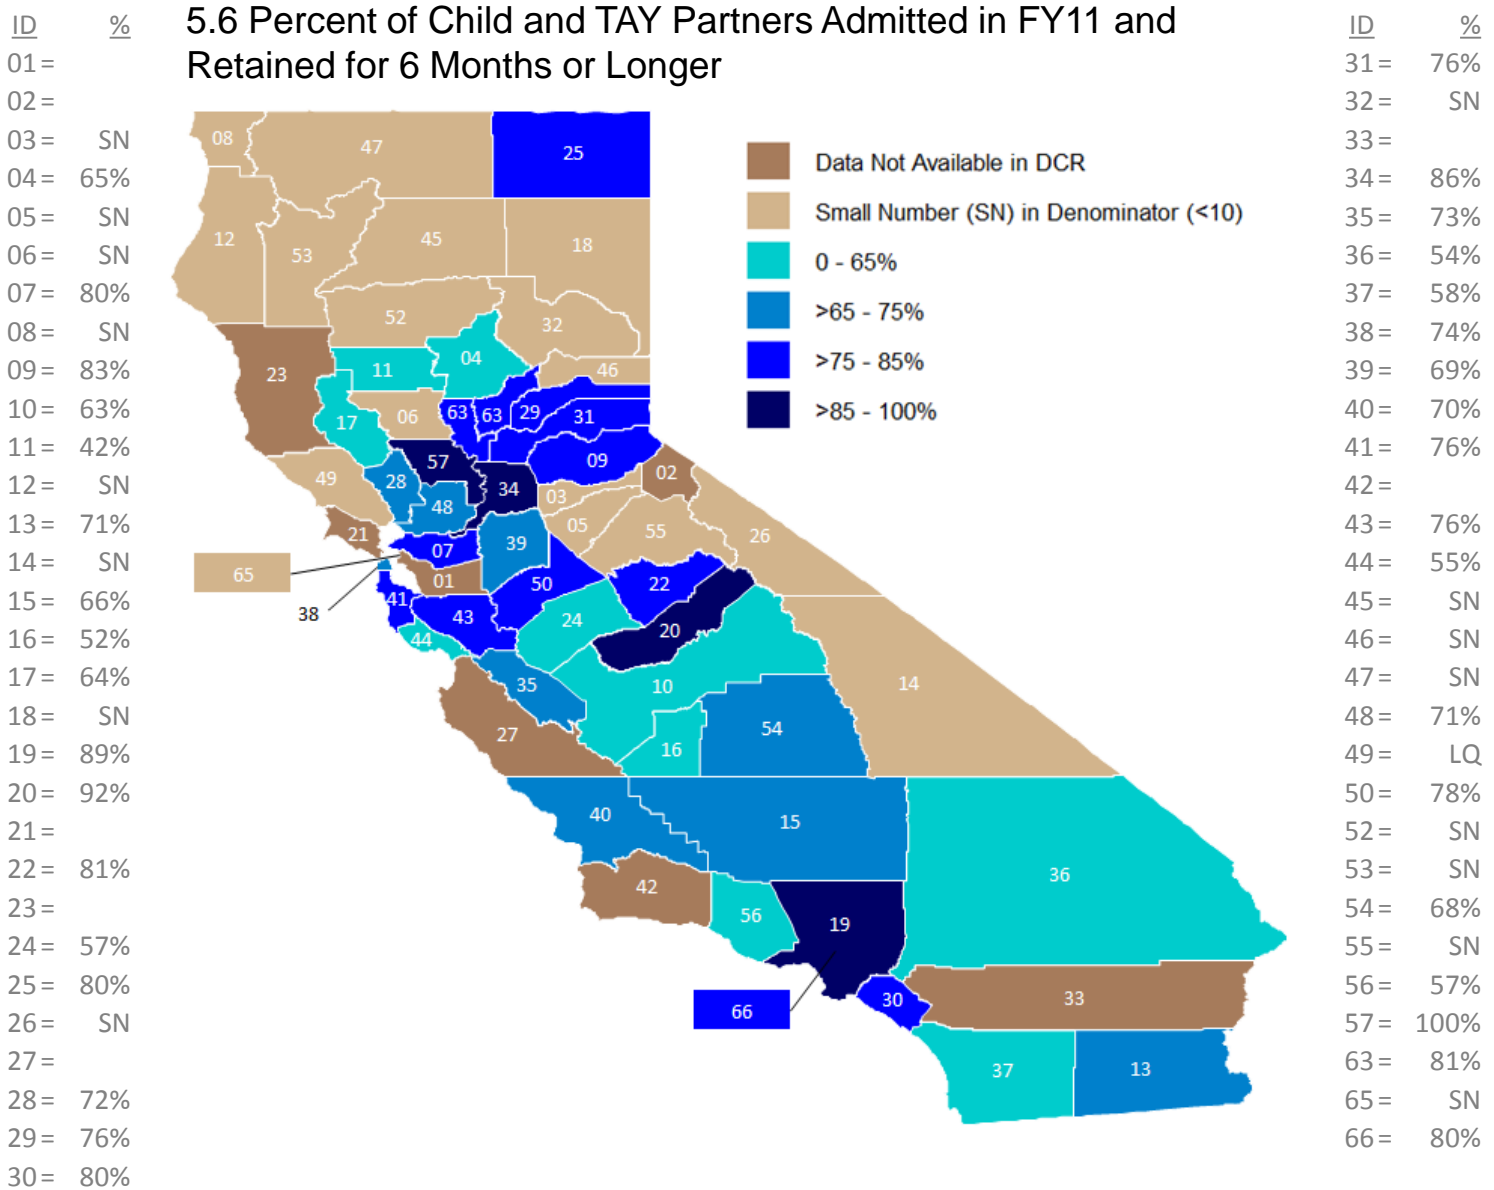 5.6 Percent of Child and TAY Partners Admitted in FY11 and
Retained for 6 Months or Longer
ID %
01 =
02 =
03 = SN
04 = 65%
05 = SN
06 = SN
07 = 80%
08 = SN
09 = 83%
10 = 63%
11 = 42%
12 = SN
13 = 71%
14 = SN
15 = 66%
16 = 52%
17 = 64%
18 = SN
19 = 89%
20 = 92%
21 =
22 = 81%
23 =
24 = 57%
25 = 80%
26 = SN
27 =
28 = 72%
29 = 76%
30 = 80%
08
47
25
12
53
45
18
52
32
23
11
04
46
17
06
63
63
29
31
57
09
49
28
48
34
03
02
21
07
39
05
55
26
65
01
50
22
38
41
43
24
20
44
35
10
14
27
16
54
40
15
42
56
19
36
66
30
33
37
13
Data Not Available in DCR
Small Number (SN) in Denominator (<10)
0 - 65%
>65 - 75%
>75 - 85%
>85 - 100%
ID %
31 = 76%
32 = SN
33 =
34 = 86%
35 = 73%
36 = 54%
37 = 58%
38 = 74%
39 = 69%
40 = 70%
41 = 76%
42 =
43 = 76%
44 = 55%
45 = SN
46 = SN
47 = SN
48 = 71%
49 = LQ
50 = 78%
52 = SN
53 = SN
54 = 68%
55 = SN
56 = 57%
57 = 100%
63 = 81%
65 = SN
66 = 80%